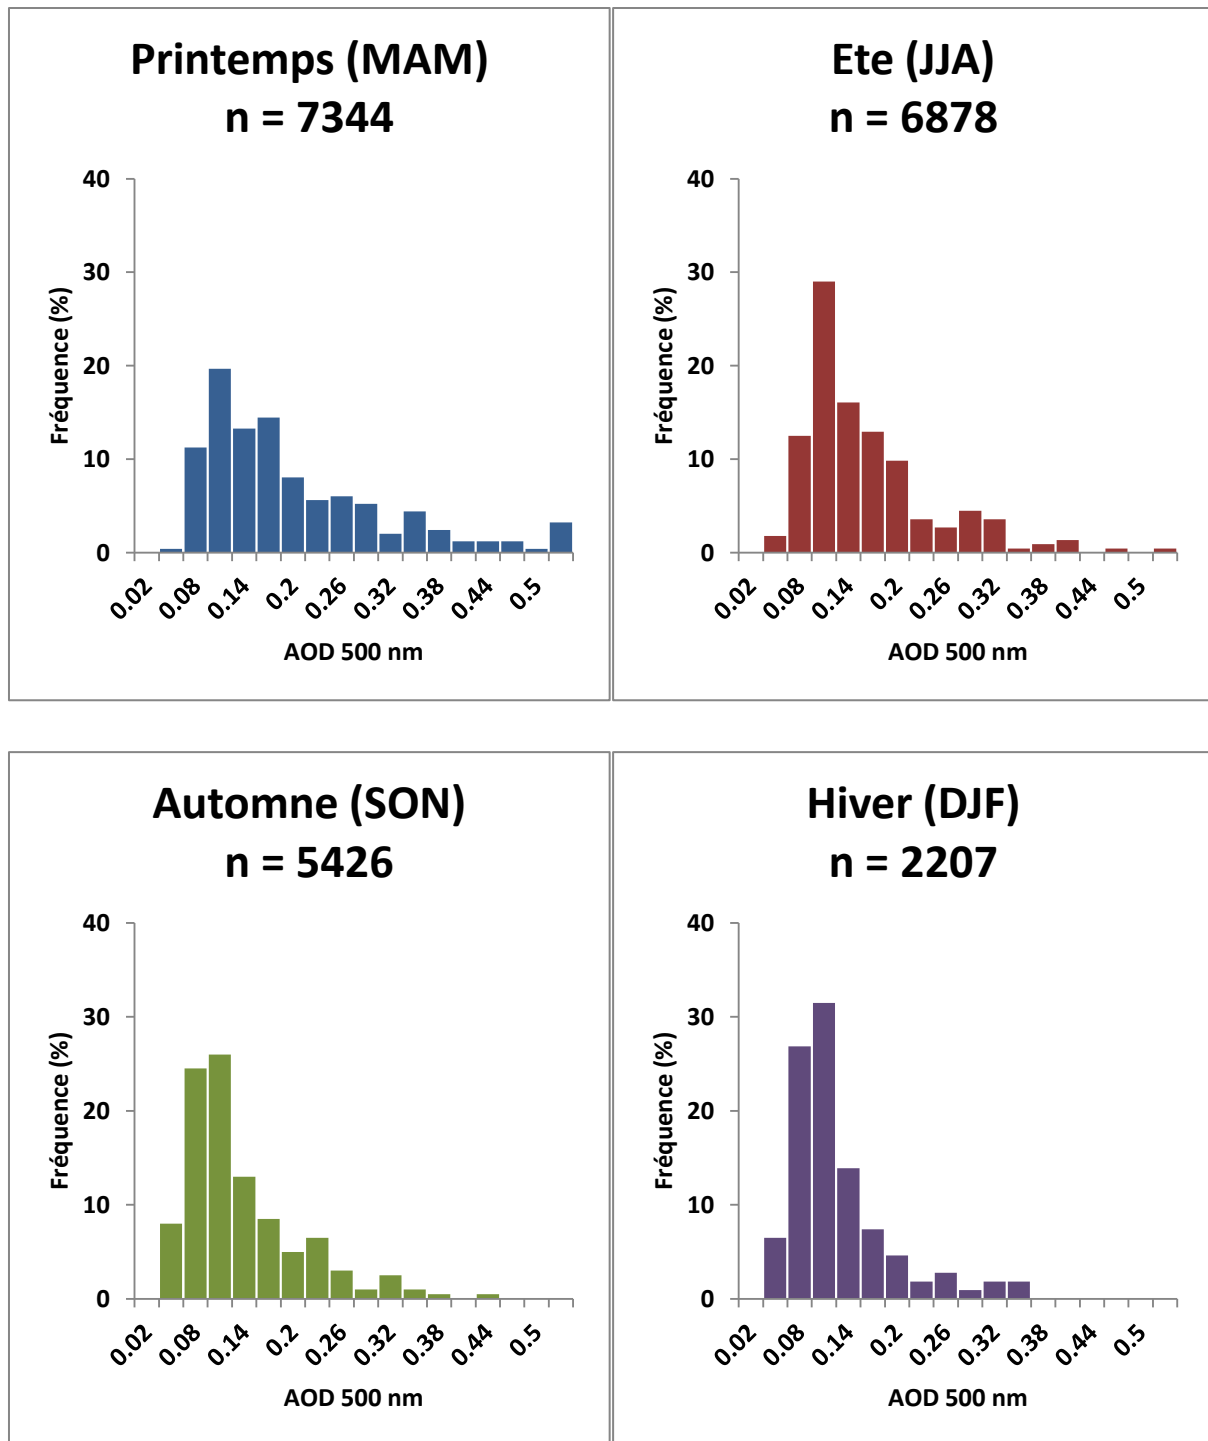 Printemps (MAM)
n = 7344
40
30
20
10
0
Fréquence (%)
0.02 0.08 0.14 0.2 0.26 0.32 0.38 0.44 0.5
AOD 500 nm
Ete (JJA)
n = 6878
40
30
20
10
0
Fréquence (%)
0.02 0.08 0.14 0.2 0.26 0.32 0.38 0.44 0.5
AOD 500 nm
Automne (SON)
n = 5426
40
30
20
10
0
Fréquence (%)
0.02 0.08 0.14 0.2 0.26 0.32 0.38 0.44 0.5
AOD 500 nm
Hiver (DJF)
n = 2207
40
30
20
10
0
Fréquence (%)
0.02 0.08 0.14 0.2 0.26 0.32 0.38 0.44 0.5
AOD 500 nm